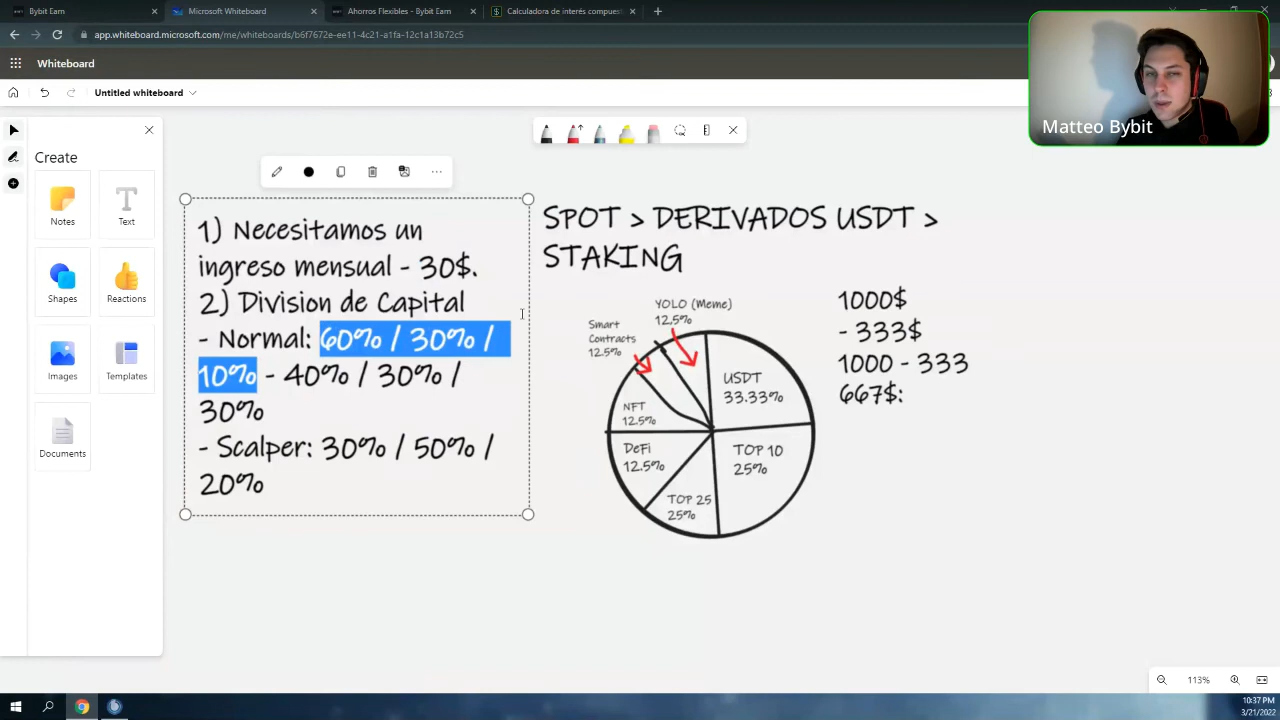 Bybit Earn
Microsoft Whiteboard
Ahorros Flexibles - Bybit Earn
Calculadora de interés compues
app.whiteboard.microsoft.com/me/whiteboards/b6f7672e-ee11-4c21-a1fa-12c1a13b72c5
Whiteboard
Untitled whiteboard
Matteo Bybit
Create
Notes
Text
Shapes
Reactions
Images
Templates
Documents
1) Necesitamos un
ingreso mensual - 30$.
2) Division de Capital
- Normal: 60% / 30% /
10% - 40% / 30% /
30%
- Scalper: 30% / 50% /
20%
SPOT > DERIVADOS USDT >
STAKING
YOLO (Meme)
12,5%
Smart
Contracts
12.5%
USDT
33.33%
NFT
12.5%
DeFi
12.5%
TOP 10
25%
TOP 25
25%
1000$
- 333$
1000 - 333
667$:
113%
10:37 PM
3/21/2022